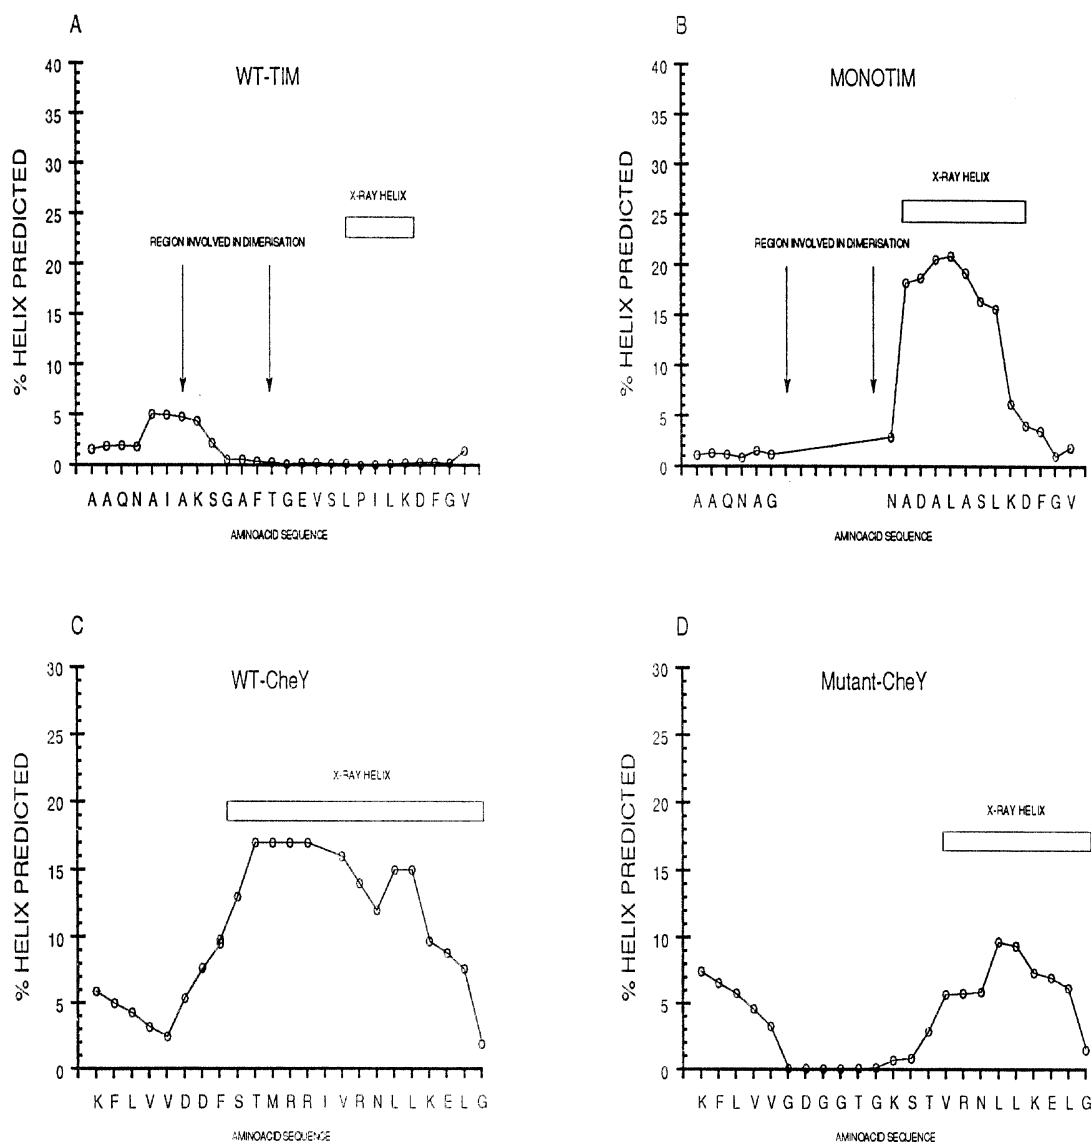 A
WT-TIM
% HELIX PREDICTED
40
35
30
25
20
15
10
5
0
X-RAY HELIX
REGION INVOLVED IN DIMERISATION
A A Q N A I A K S G A F T G E V S L P I L K D F G V
AMINOACID SEQUENCE
B
MONOTIM
% HELIX PREDICTED
40
35
30
25
20
15
10
5
0
X-RAY HELIX
REGION INVOLVED IN DIMERISATION
A A Q N A G N A D A L A S L K D F G V
AMINOACID SEQUENCE
C
WT-CheY
% HELIX PREDICTED
30
25
20
15
10
5
0
X-RAY HELIX
K F L V V D D F S T M R R I V R N L L K E L G
AMINOACID SEQUENCE
D
Mutant-CheY
% HELIX PREDICTED
30
25
20
15
10
5
0
X-RAY HELIX
K F L V V G D G G T G K S T V R N L L K E L G
AMINOACID SEQUENCE